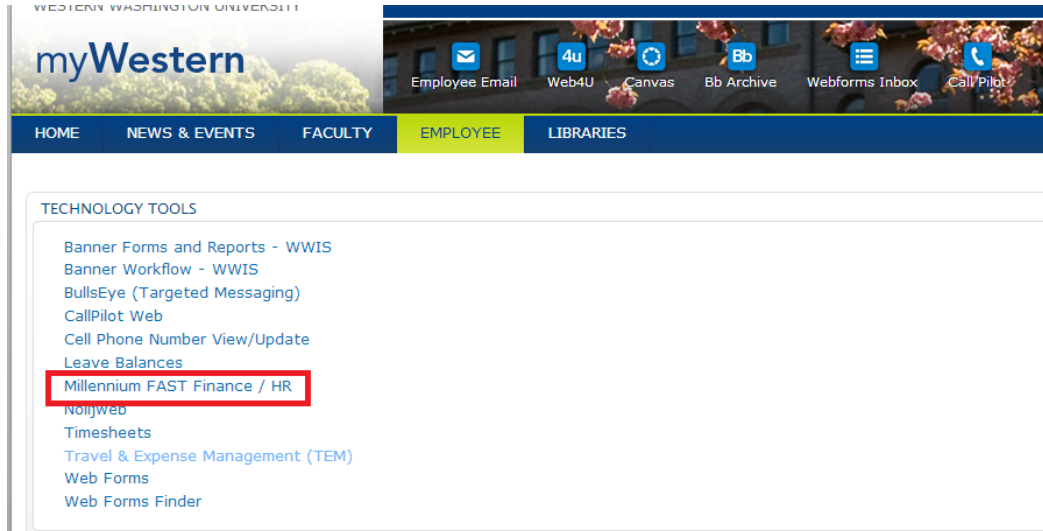 WESTERN WASHINGTON UNIVERSITY
myWestern
4u
Bb
Employee Email Web4U Canvas Bb Archive Webforms Inbox Call Pilot
HOME NEWS & EVENTS FACULTY EMPLOYEE LIBRARIES
TECHNOLOGY TOOLS
Banner Forms and Reports - WWIS
Banner Workflow - WWIS
BullsEye (Targeted Messaging)
CallPilot Web
Cell Phone Number View/Update
Leave Balances
Millennium FAST Finance / HR
NolijWeb
Timesheets
Travel & Expense Management (TEM)
Web Forms
Web Forms Finder